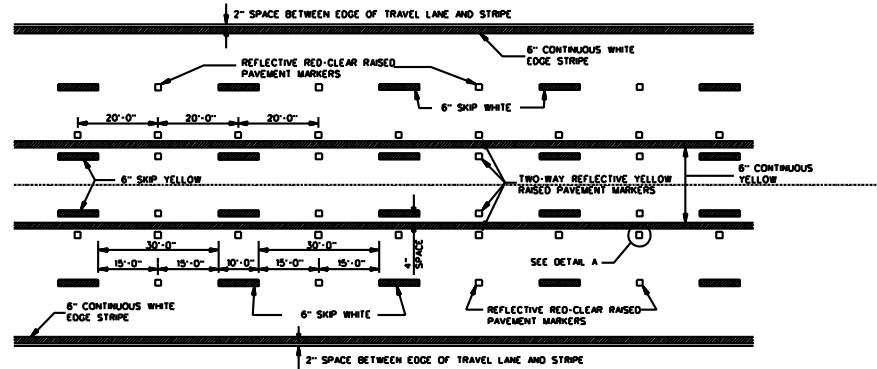 2" SPACE BETWEEN EDGE OF TRAVEL LANE AND STRIPE
6" CONTINUOUS WHITE
EDGE STRIPE
REFLECTIVE RED-CLEAR RAISED
PAVEMENT MARKERS
6" SKIP WHITE
20'-0" 20'-0" 20'-0"
6" SKIP YELLOW
TWO-WAY REFLECTIVE YELLOW
RAISED PAVEMENT MARKERS
6" CONTINUOUS
YELLOW
30'-0" 30'-0"
15'-0" 15'-0" 10'-0" 15'-0" 15'-0"
4"
SPACE
SEE DETAIL A
6" CONTINUOUS WHITE
EDGE STRIPE
6" SKIP WHITE
REFLECTIVE RED-CLEAR RAISED
PAVEMENT MARKERS
2" SPACE BETWEEN EDGE OF TRAVEL LANE AND STRIPE